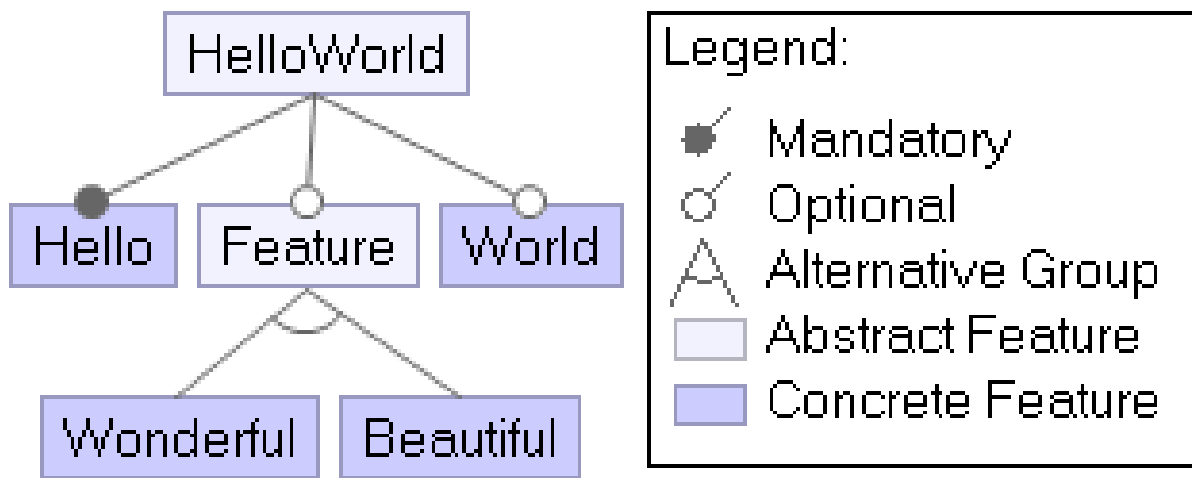 HelloWorld
Hello
Feature
World
Wonderful
Beautiful
Legend:
Mandatory
Optional
Alternative Group
Abstract Feature
Concrete Feature